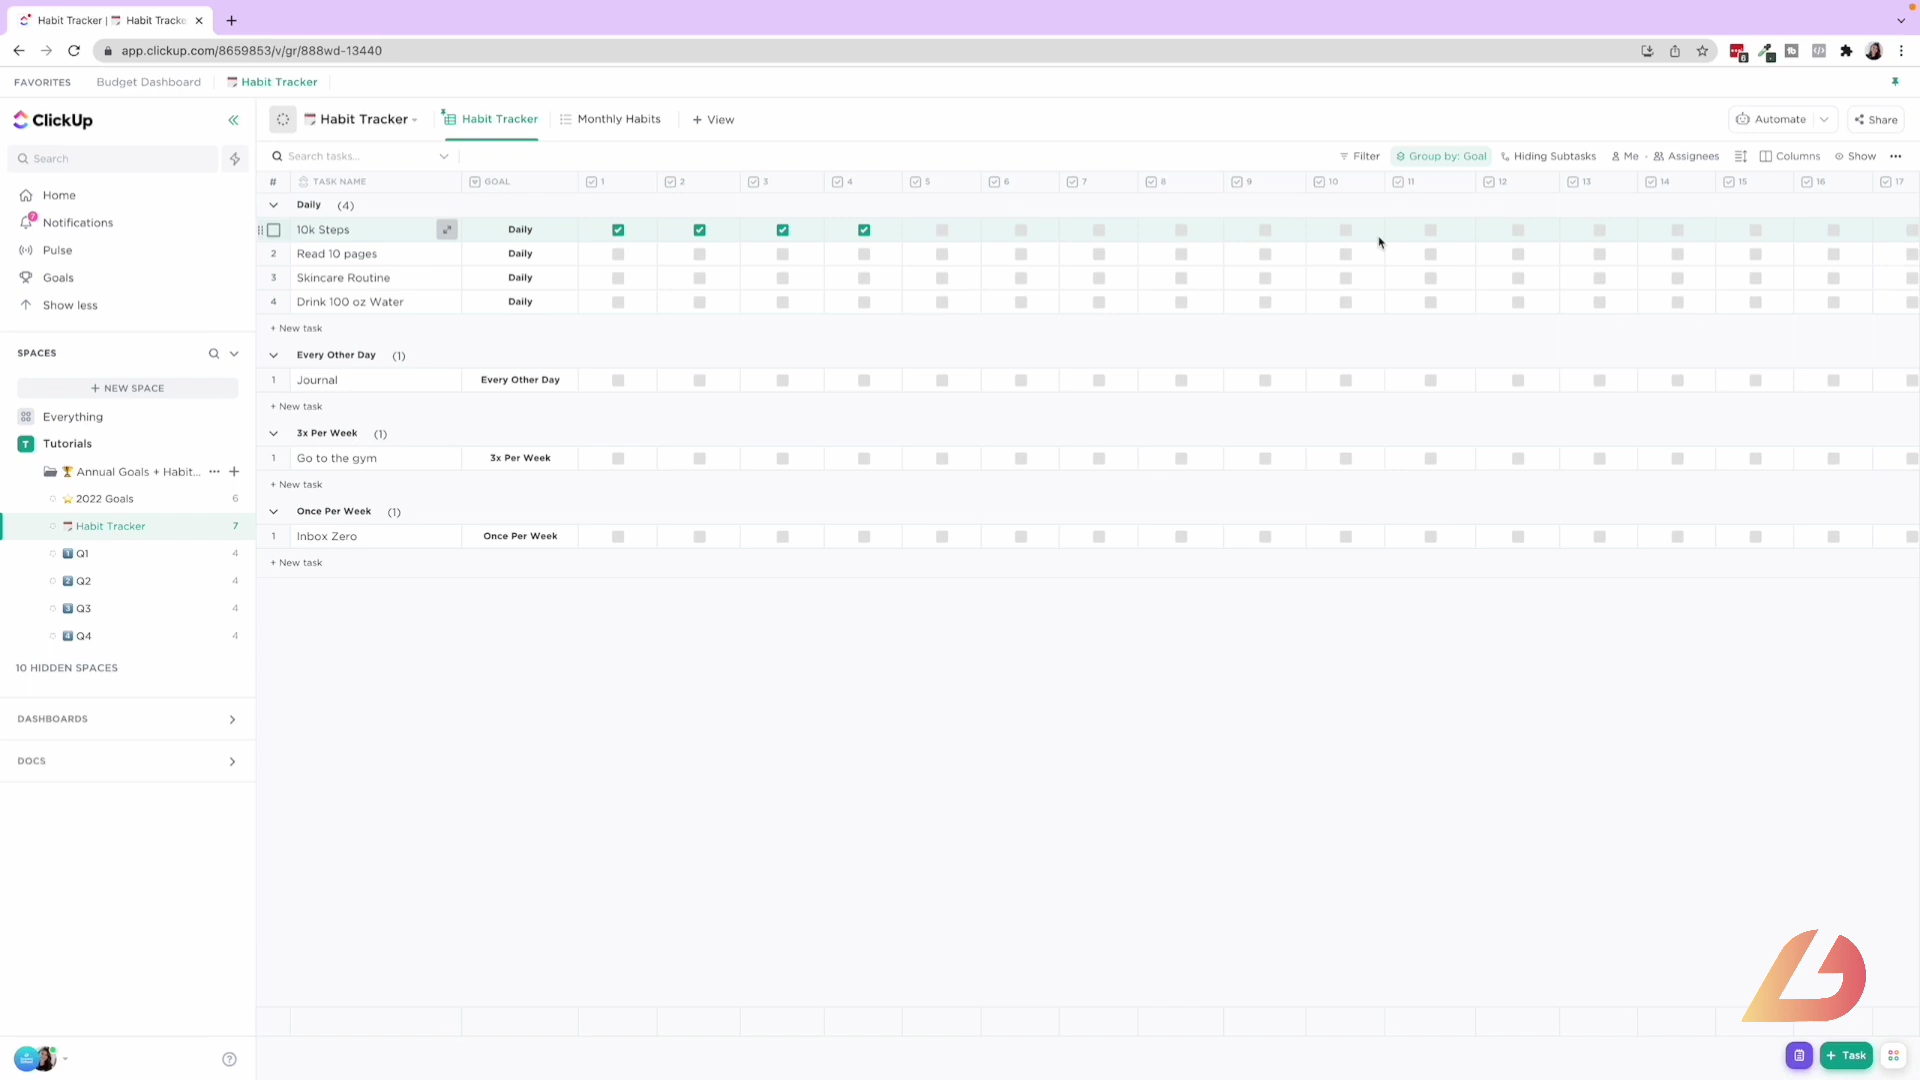 Habit Tracker | Habit Tracke
app.clickup.com/8659853/v/gr/888wd-13440
6
FAVORITES Budget Dashboard Habit Tracker
ClickUp
Habit Tracker Habit Tracker Monthly Habits + View Automate Share
Search
Search tasks... Filter Group by: Goal Hiding Subtasks Me Assignees Columns Show
# TASK NAME GOAL 1 2 3 4 5 6 7 8 9 10 11 12 13 14 15 16 17
Home
7
Notifications
Pulse
Goals
Show less
SPACES
+ NEW SPACE
Everything
T Tutorials
Annual Goals + Habit...
2022 Goals 6
Habit Tracker 7
1 Q1 4
2 Q2 4
3 Q3 4
4 Q4 4
10 HIDDEN SPACES
DASHBOARDS
DOCS
Daily (4)
10k Steps Daily
2 Read 10 pages Daily
3 Skincare Routine Daily
4 Drink 100 oz Water Daily
+ New task
Every Other Day (1)
1 Journal Every Other Day
+ New task
3x Per Week (1)
1 Go to the gym 3x Per Week
+ New task
Once Per Week (1)
1 Inbox Zero Once Per Week
+ New task
+ Task